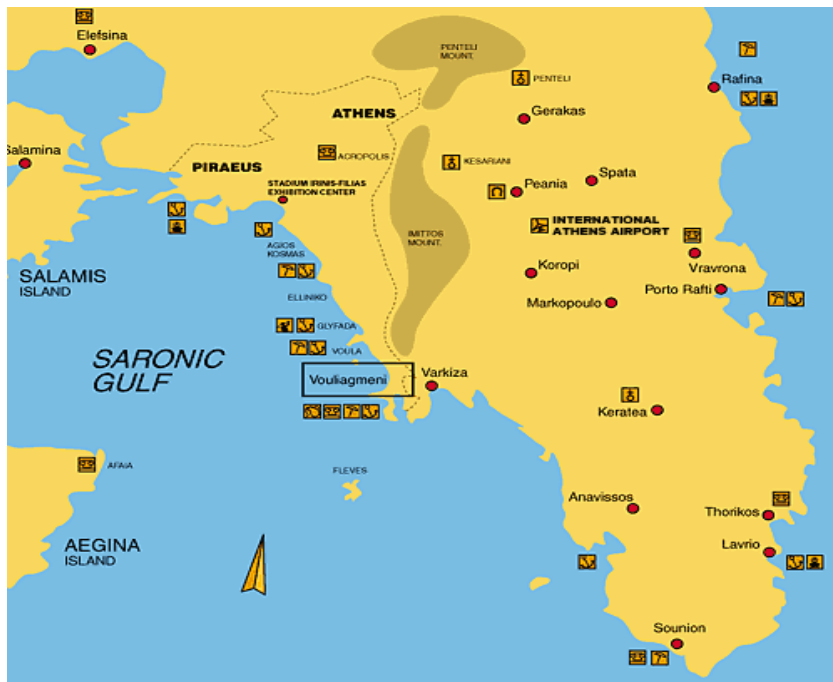 Elefsina
PENTELI
MOUNT.
PENTELI
Rafina
ATHENS
Gerakas
Salamina
PIRAEUS
ACROPOLIS
KESARIANI
Spata
STADIUM IRINIS-FILIAS
EXHIBITION CENTER
Peania
INTERNATIONAL
ATHENS AIRPORT
IMITTOS
MOUNT.
AGIOS
KOSMAS
Koropi
Vravrona
SALAMIS
ISLAND
Porto Rafti
ELLINIKO
Markopoulo
GLYFADA
SARONIC
GULF
VOULA
Vouliagmeni
Varkiza
Keratea
AFAIA
FLEVES
Anavissos
Thorikos
AEGINA
ISLAND
Lavrio
Sounion